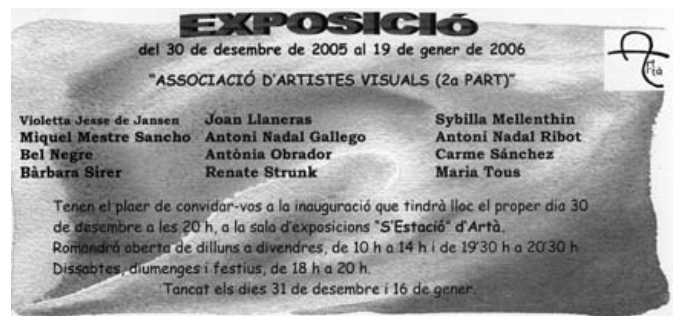 EXPOSICIÓ
del 30 de desembre de 2005 al 19 de gener de 2006
"ASSOCIACIÓ D'ARTISTES VISUALS (2a PART)"
Violetta Jesse de Jansen Joan Llaneras Sybilla Mellenthin
Miquel Mestre Sancho Antoni Nadal Gallego Antoni Nadal Ribot
Bel Negre Antònia Obrador Carme Sánchez
Bàrbara Sirer Renate Strunk Maria Tous
Tenen el plaer de convidar-vos a la inauguració que tindrà lloc el proper dia 30
de desembre a les 20 h, a la sala d'exposicions "S'Estació" d'Artà.
Romandrà oberta de dilluns a divendres, de 10 h a 14 h i de 19'30 h a 20'30 h
Dissabtes, diumenges i festius, de 18 h a 20 h.
Tancat els dies 31 de desembre i 16 de gener.